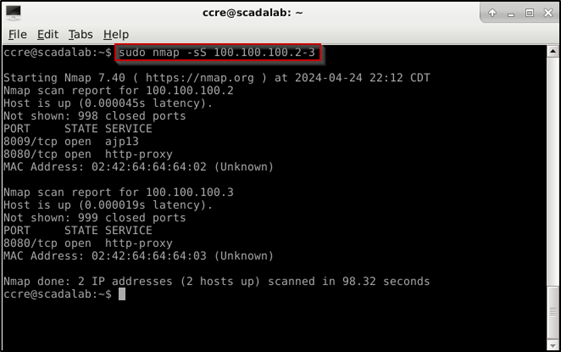 ccre@scadalab: ~
File Edit Tabs Help
ccre@scadalab:~$ sudo nmap -sS 100.100.100.2-3
Starting Nmap 7.40 ( https://nmap.org ) at 2024-04-24 22:12 CDT
Nmap scan report for 100.100.100.2
Host is up (0.000045s latency).
Not shown: 998 closed ports
PORT     STATE SERVICE
8009/tcp open  ajp13
8080/tcp open  http-proxy
MAC Address: 02:42:64:64:64:02 (Unknown)
Nmap scan report for 100.100.100.3
Host is up (0.000019s latency).
Not shown: 999 closed ports
PORT     STATE SERVICE
8080/tcp open  http-proxy
MAC Address: 02:42:64:64:64:03 (Unknown)
Nmap done: 2 IP addresses (2 hosts up) scanned in 98.32 seconds
ccre@scadalab:~$